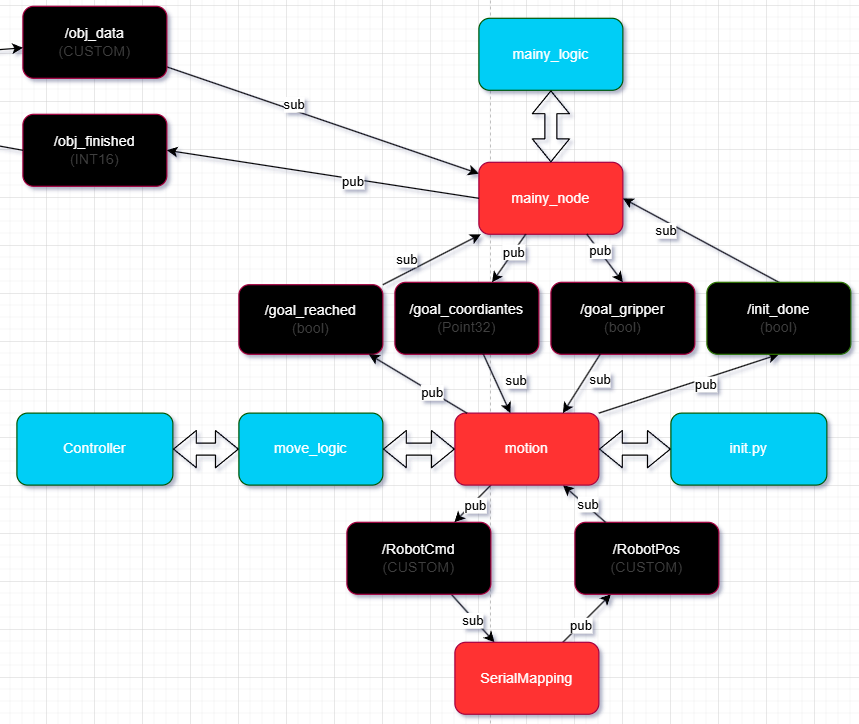 /obj_data
(CUSTOM)
mainy_logic
sub
/obj_finished
(INT16)
pub
mainy_node
sub
sub
pub
pub
/goal_reached
(bool)
/goal_coordiantes
(Point32)
/goal_gripper
(bool)
/init_done
(bool)
pub
sub
sub
pub
Controller
move_logic
motion
init.py
pub
sub
/RobotCmd
(CUSTOM)
/RobotPos
(CUSTOM)
sub
pub
SerialMapping